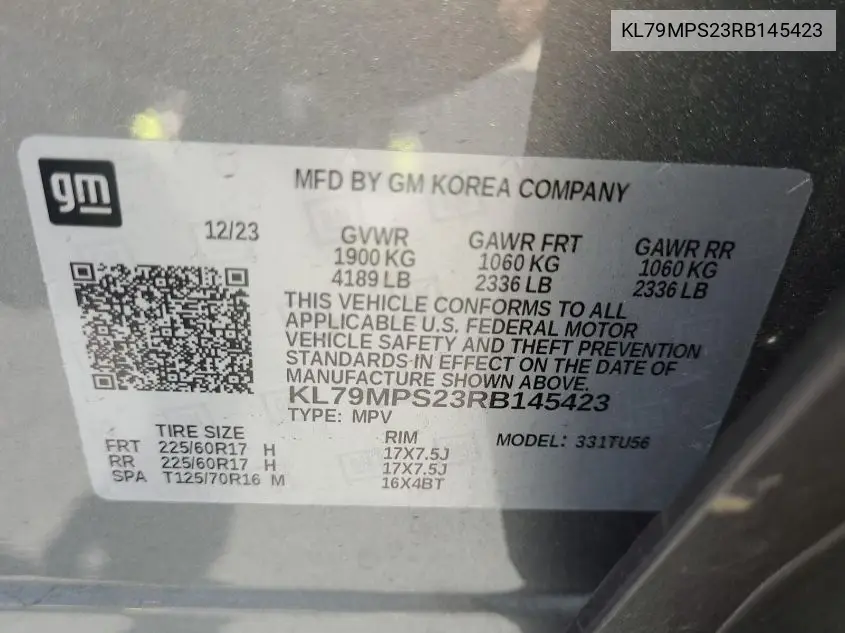 KL79MPS23RB145423
gm
MFD BY GM KOREA COMPANY
12/23
GVWR GAWR FRT GAWR RR
1900 KG 1060 KG 1060 KG
4189 LB 2336 LB 2336 LB
THIS VEHICLE CONFORMS TO ALL
APPLICABLE U.S. FEDERAL MOTOR
VEHICLE SAFETY AND THEFT PREVENTION
STANDARDS IN EFFECT ON THE DATE OF
MANUFACTURE SHOWN ABOVE.
KL79MPS23RB145423
TYPE: MPV
TIRE SIZE RIM MODEL: 331TU56
FRT 225/60R17 H 17X7.5J
RR 225/60R17 H 17X7.5J
SPA T125/70R16 M 16X4BT